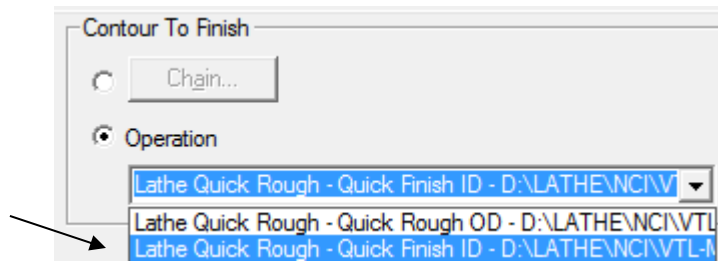 Contour To Finish
Chain...
Operation
Lathe Quick Rough - Quick Finish ID - D:\LATHE\NCI\V
Lathe Quick Rough - Quick Rough OD - D:\LATHE\NCI\VTL
Lathe Quick Rough - Quick Finish ID - D:\LATHE\NCI\VTL-M